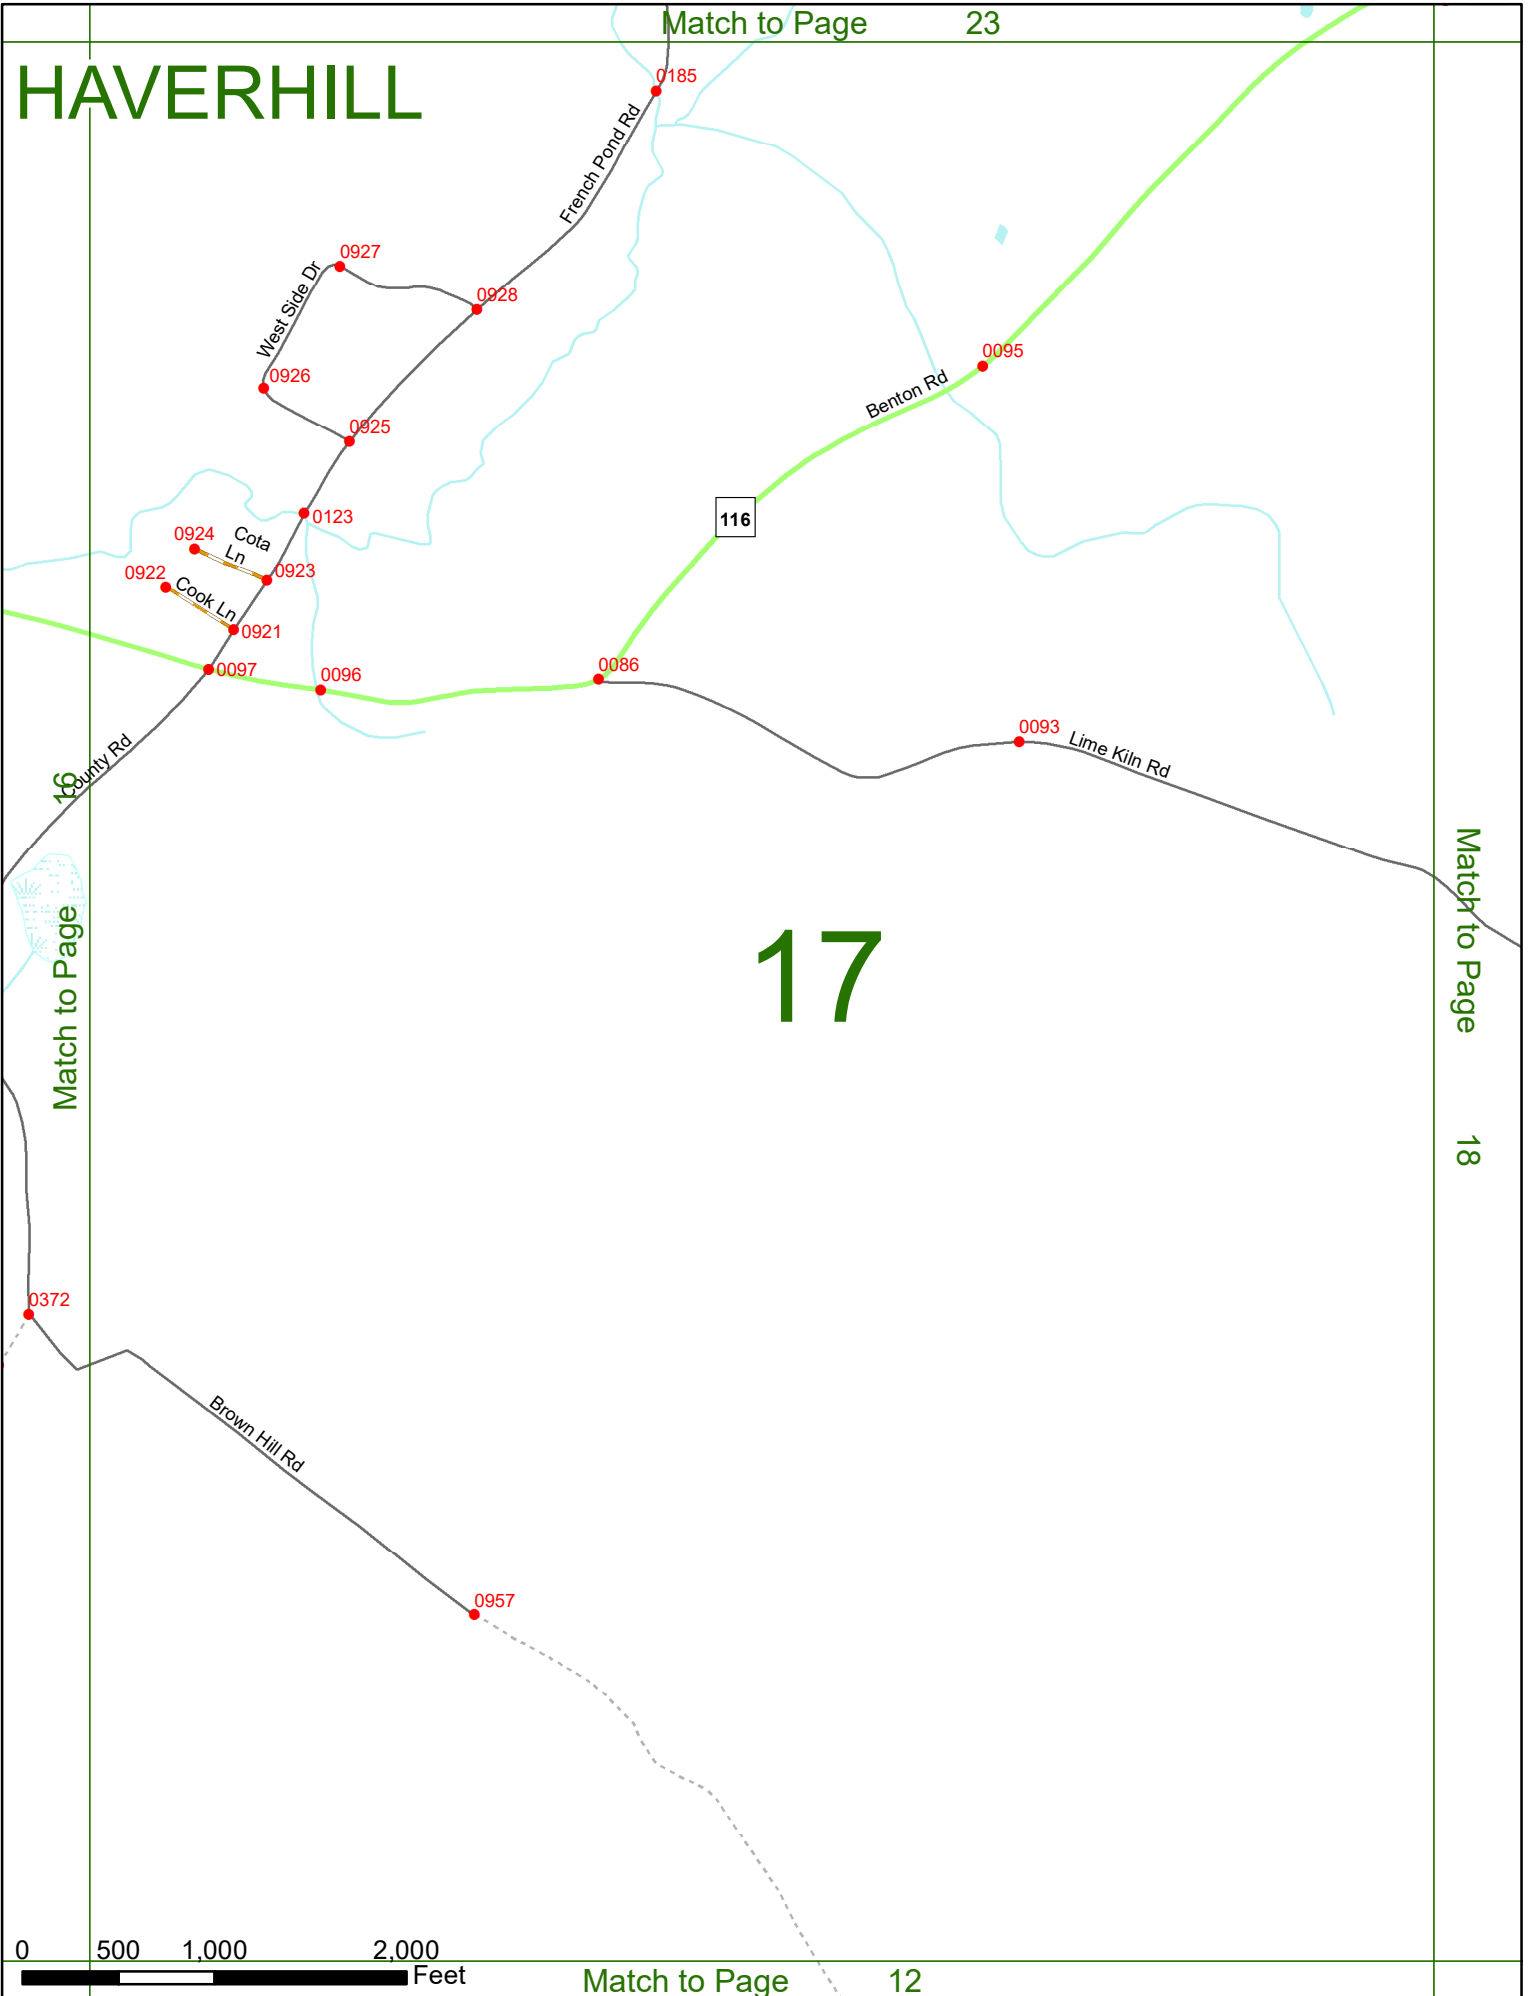 Match to Page 23
HAVERHILL
0185
French Pond Rd
0927
West Side Dr
0928
0926
0095
Benton Rd
0925
116
0123
0924
Cota
Ln
0923
0922
Cook Ln
0921
0097
0096
0086
0093
Lime Kiln Rd
County Rd
Match to Page 16
17
Match to Page 18
0372
Brown Hill Rd
0957
0 500 1,000 2,000
Feet
Match to Page 12